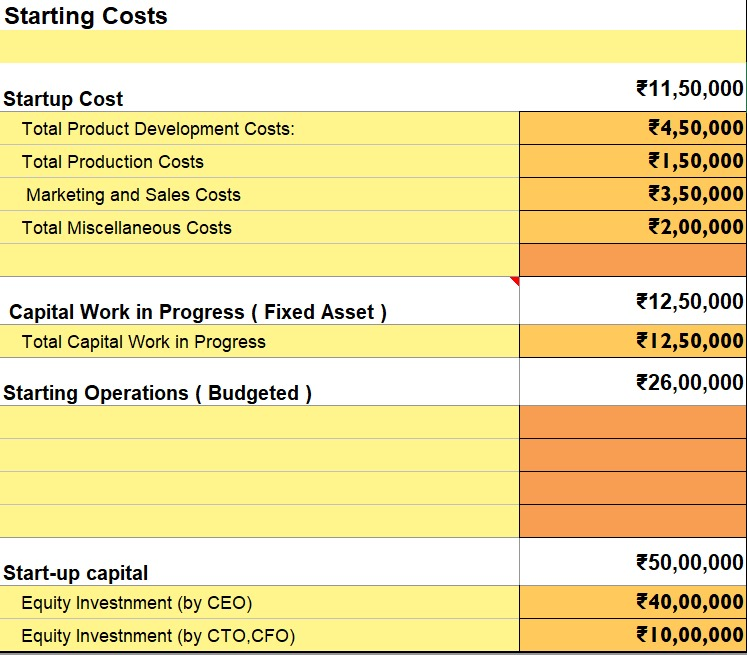 Starting Costs
Startup Cost ₹11,50,000
Total Product Development Costs: ₹4,50,000
Total Production Costs ₹1,50,000
Marketing and Sales Costs ₹3,50,000
Total Miscellaneous Costs ₹2,00,000
Capital Work in Progress ( Fixed Asset ) ₹12,50,000
Total Capital Work in Progress ₹12,50,000
Starting Operations ( Budgeted ) ₹26,00,000
Start-up capital ₹50,00,000
Equity Investnment (by CEO) ₹40,00,000
Equity Investnment (by CTO,CFO) ₹10,00,000